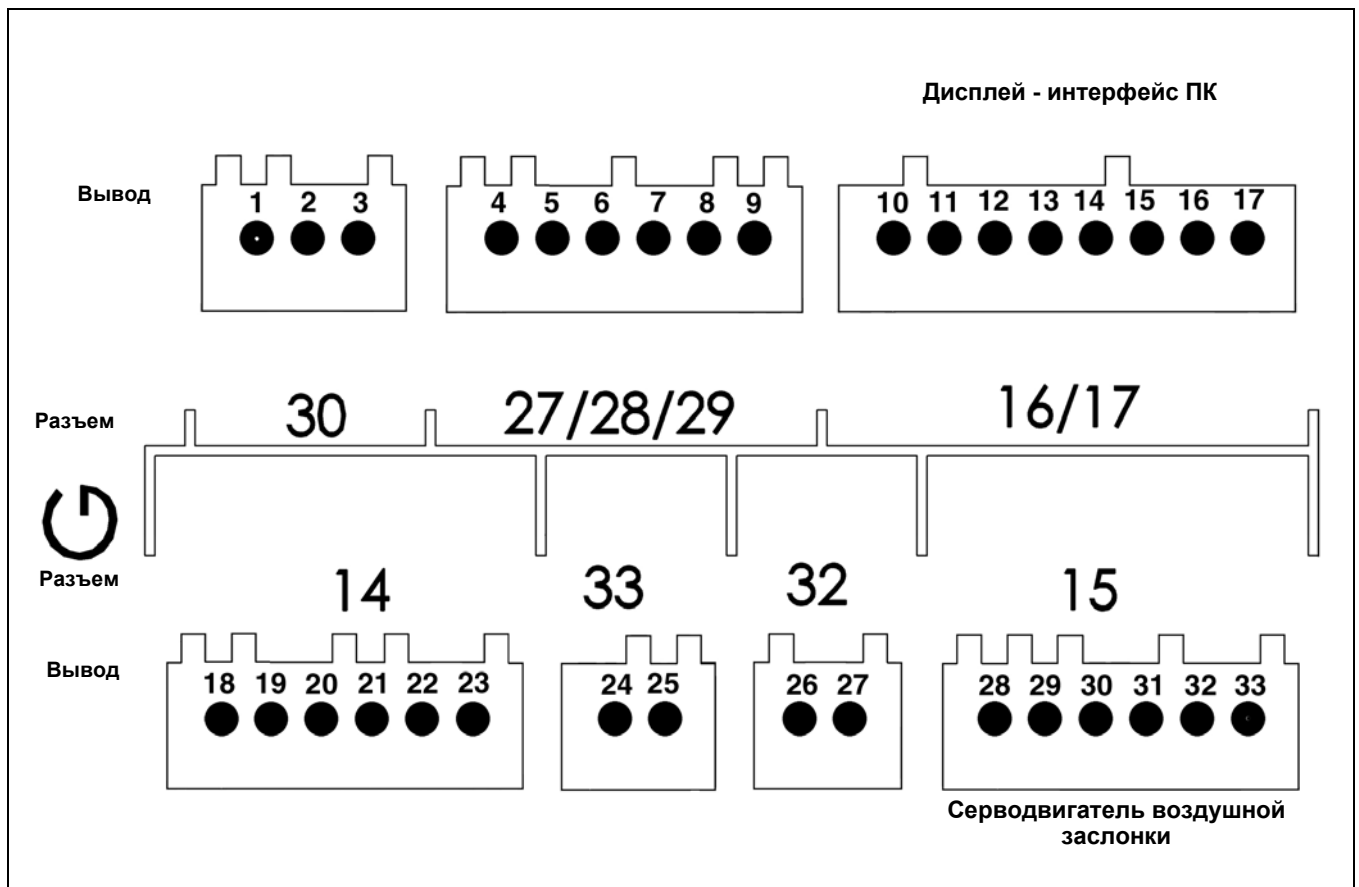 Дисплей - интерфейс ПК
Вывод
1 2 3 4 5 6 7 8 9 10 11 12 13 14 15 16 17
Разъем 30 27/28/29 16/17
Разъем
14 33 32 15
Вывод
18 19 20 21 22 23 24 25 26 27 28 29 30 31 32 33
Серводвигатель воздушной
заслонки